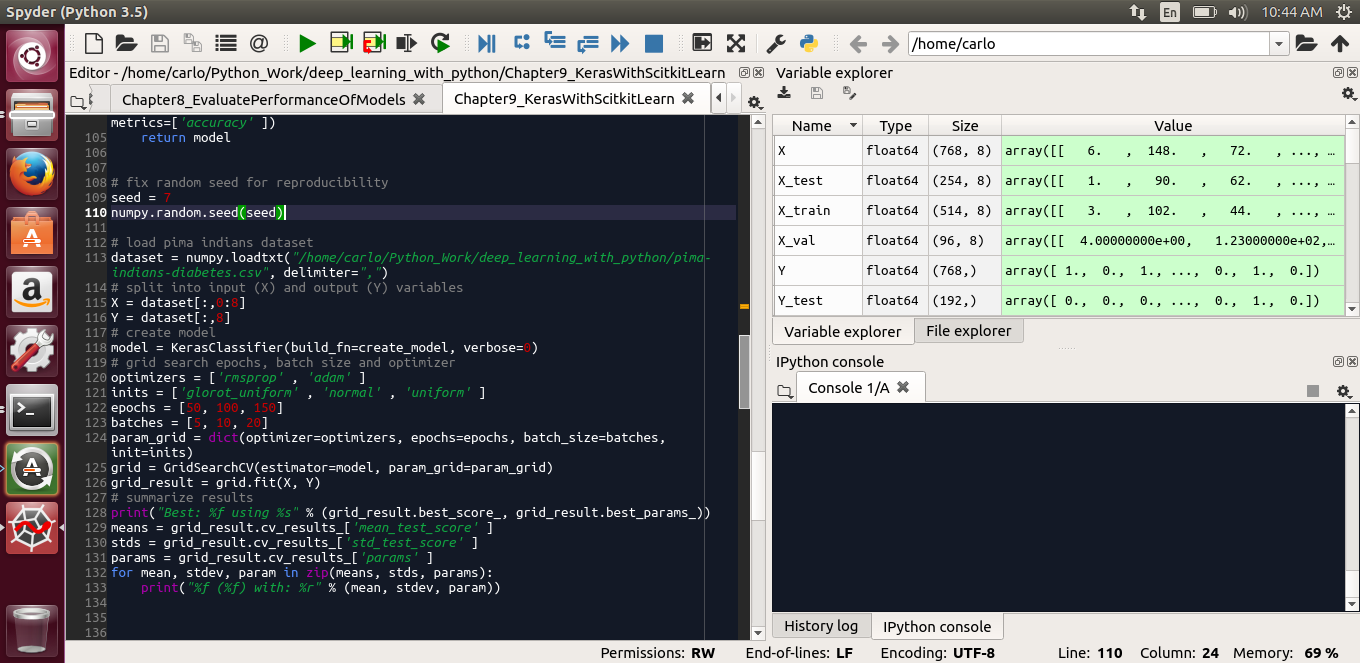 Spyder (Python 3.5)
En
10:44 AM
@
/home/carlo
Editor - /home/carlo/Python_Work/deep_learning_with_python/Chapter9_KerasWithScitkitLearn
Chapter8_EvaluatePerformanceOfModels
Chapter9_KerasWithScitkitLearn
metrics=['accuracy' ])
105     return model
106
107
108 # fix random seed for reproducibility
109 seed = 7
110 numpy.random.seed(seed)
111
112 # load pima indians dataset
113 dataset = numpy.loadtxt("/home/carlo/Python_Work/deep_learning_with_python/pima-
indians-diabetes.csv", delimiter=",")
114 # split into input (X) and output (Y) variables
115 X = dataset[:,0:8]
116 Y = dataset[:,8]
117 # create model
118 model = KerasClassifier(build_fn=create_model, verbose=0)
119 # grid search epochs, batch size and optimizer
120 optimizers = ['rmsprop' , 'adam' ]
121 inits = ['glorot_uniform' , 'normal' , 'uniform' ]
122 epochs = [50, 100, 150]
123 batches = [5, 10, 20]
124 param_grid = dict(optimizer=optimizers, epochs=epochs, batch_size=batches,
init=inits)
125 grid = GridSearchCV(estimator=model, param_grid=param_grid)
126 grid_result = grid.fit(X, Y)
127 # summarize results
128 print("Best: %f using %s" % (grid_result.best_score_, grid_result.best_params_))
129 means = grid_result.cv_results_['mean_test_score' ]
130 stds = grid_result.cv_results_['std_test_score' ]
131 params = grid_result.cv_results_['params' ]
132 for mean, stdev, param in zip(means, stds, params):
133     print("%f (%f) with: %r" % (mean, stdev, param))
134
135
136
Variable explorer
Name Type Size Value
X float64 (768, 8) array([[ 6. , 148. , 72. , ..., …
X_test float64 (254, 8) array([[ 1. , 90. , 62. , ..., …
X_train float64 (514, 8) array([[ 3. , 102. , 44. , ..., …
X_val float64 (96, 8) array([[ 4.00000000e+00, 1.23000000e+02,…
Y float64 (768,) array([ 1., 0., 1., ..., 0., 1., 0.])
Y_test float64 (192,) array([ 0., 0., 0., ..., 0., 1., 0.])
Variable explorer
File explorer
IPython console
Console 1/A
History log
IPython console
Permissions: RW End-of-lines: LF Encoding: UTF-8 Line: 110 Column: 24 Memory: 69 %